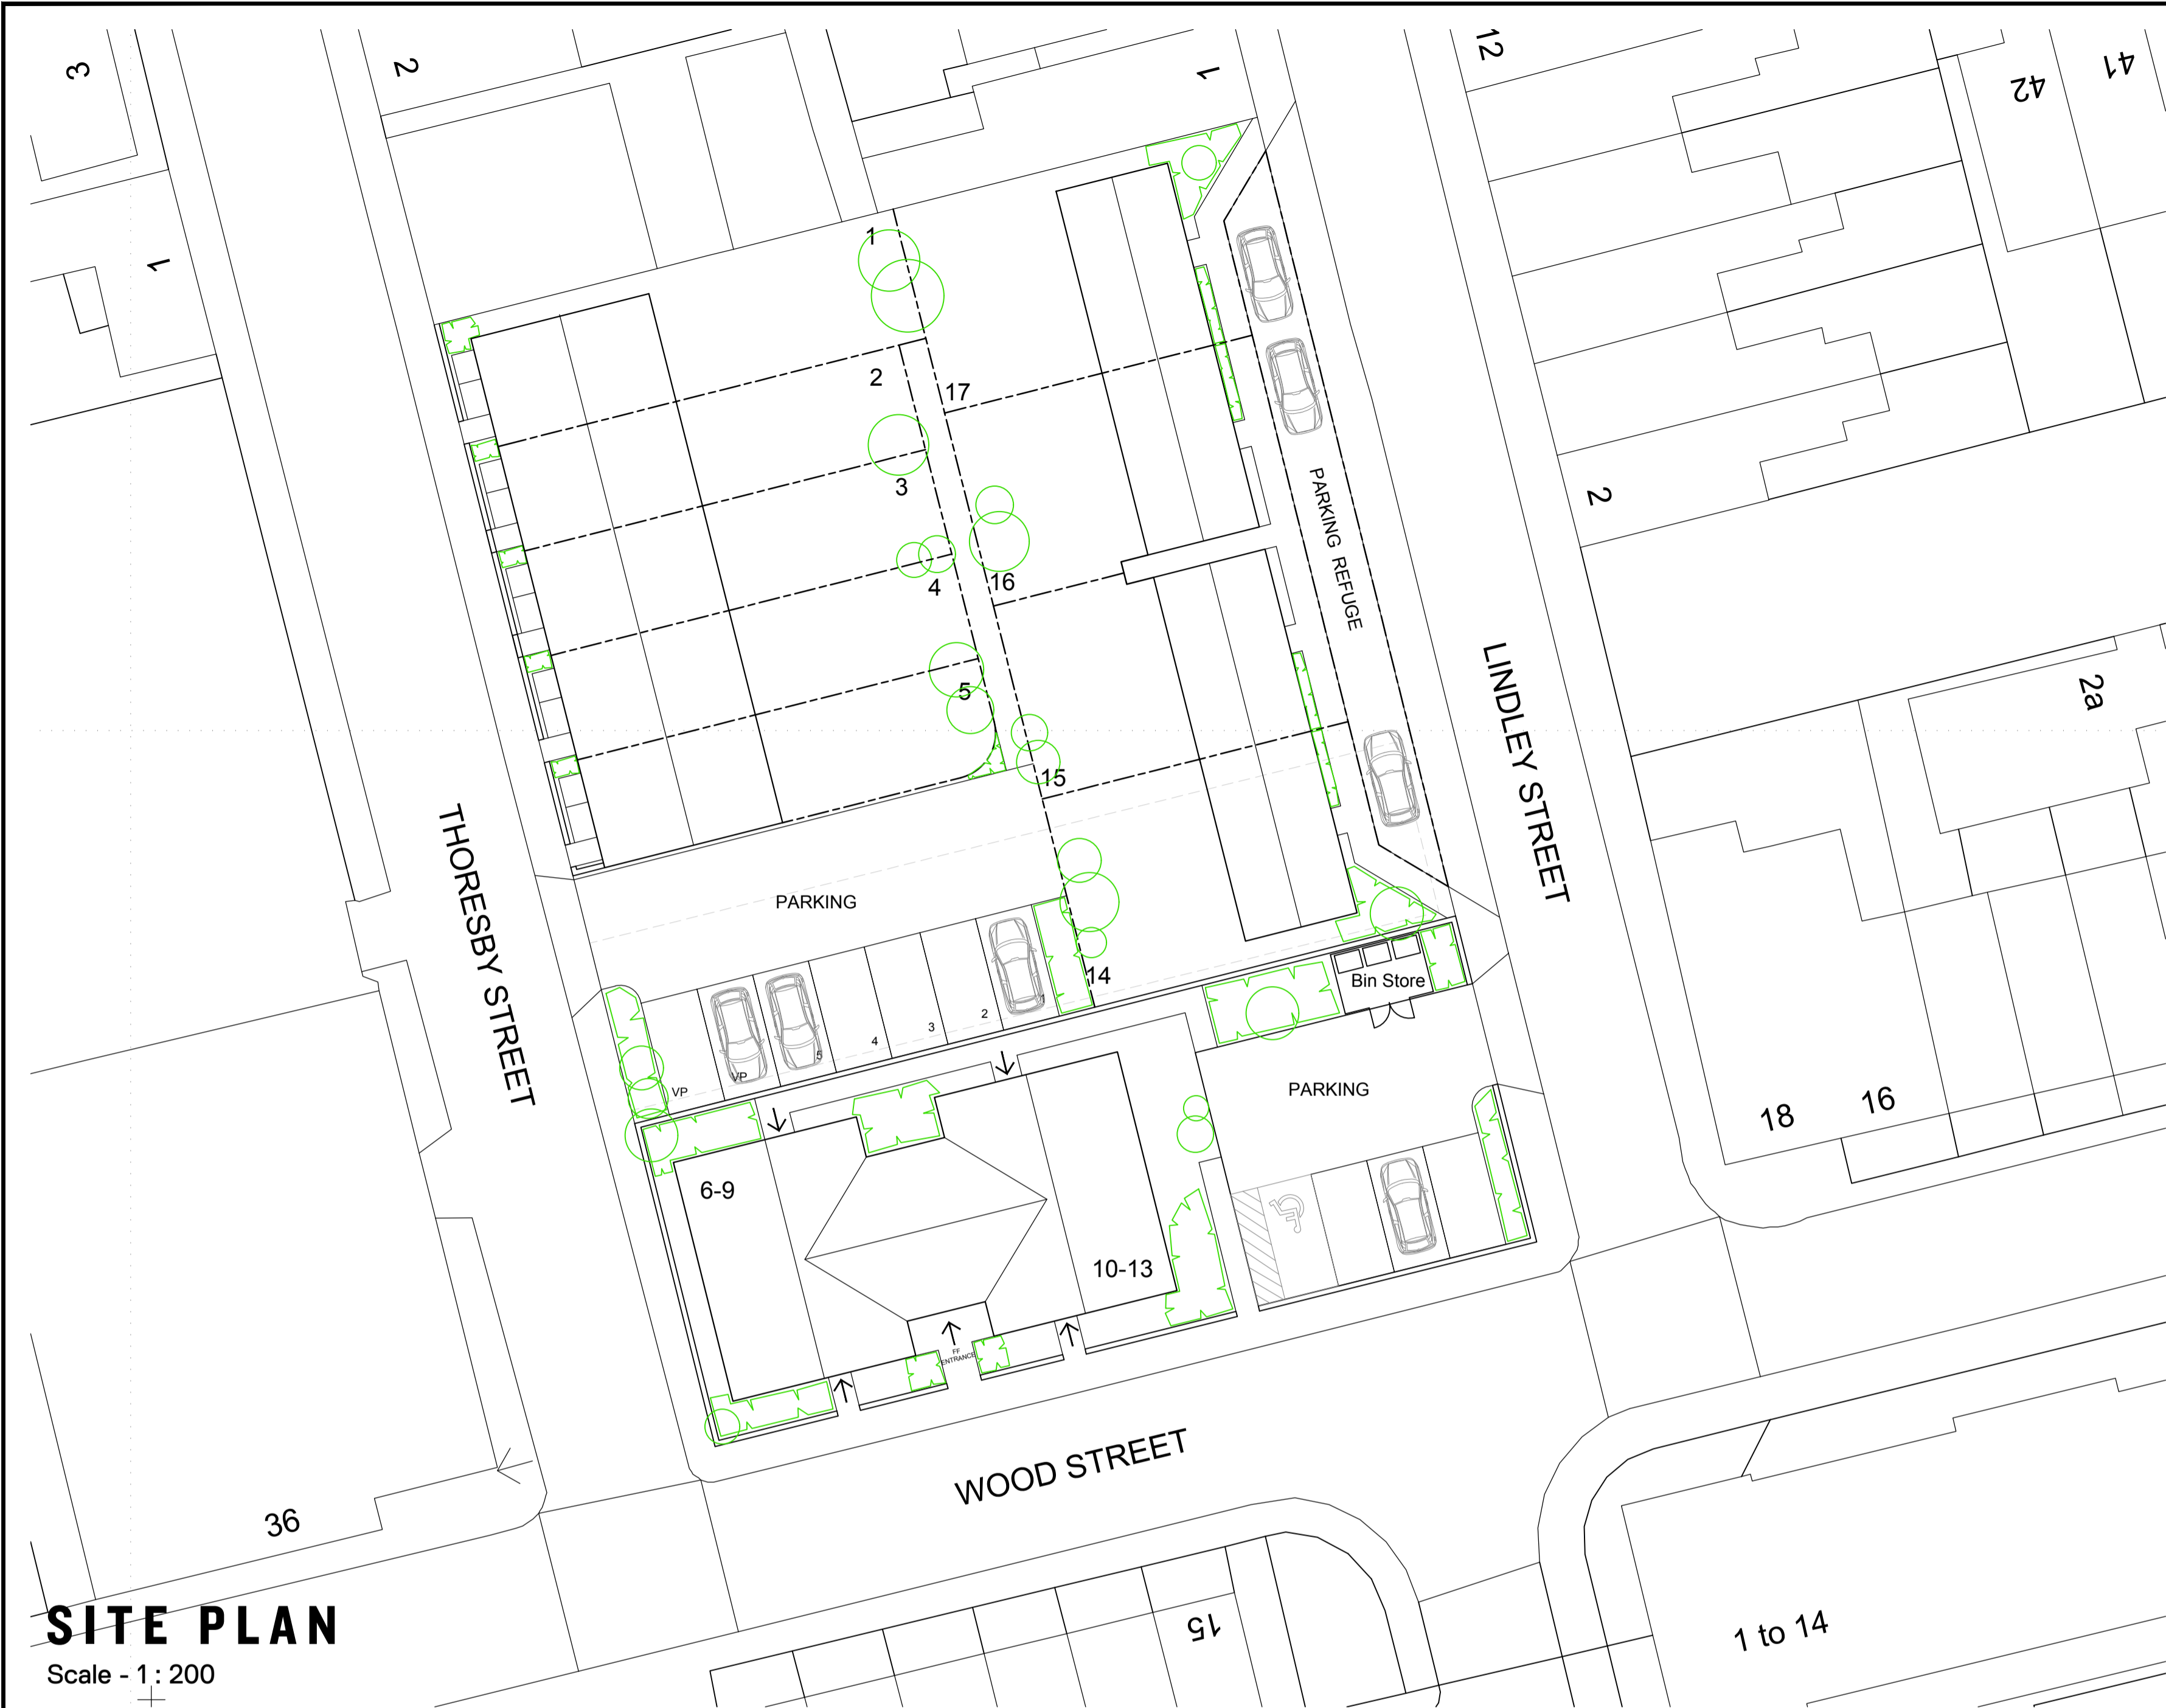 3
2
1
12
42
41
1
1
2
17
3
2
16
4
PARKING REFUGE
5
15
LINDLEY STREET
2a
THORESBY STREET
PARKING
14
Bin Store
1
2
3
4
5
VP
VP
PARKING
18
16
6-9
10-13
FF
ENTRANCE
WOOD STREET
36
15
1 to 14
SITE PLAN
Scale - 1 : 200